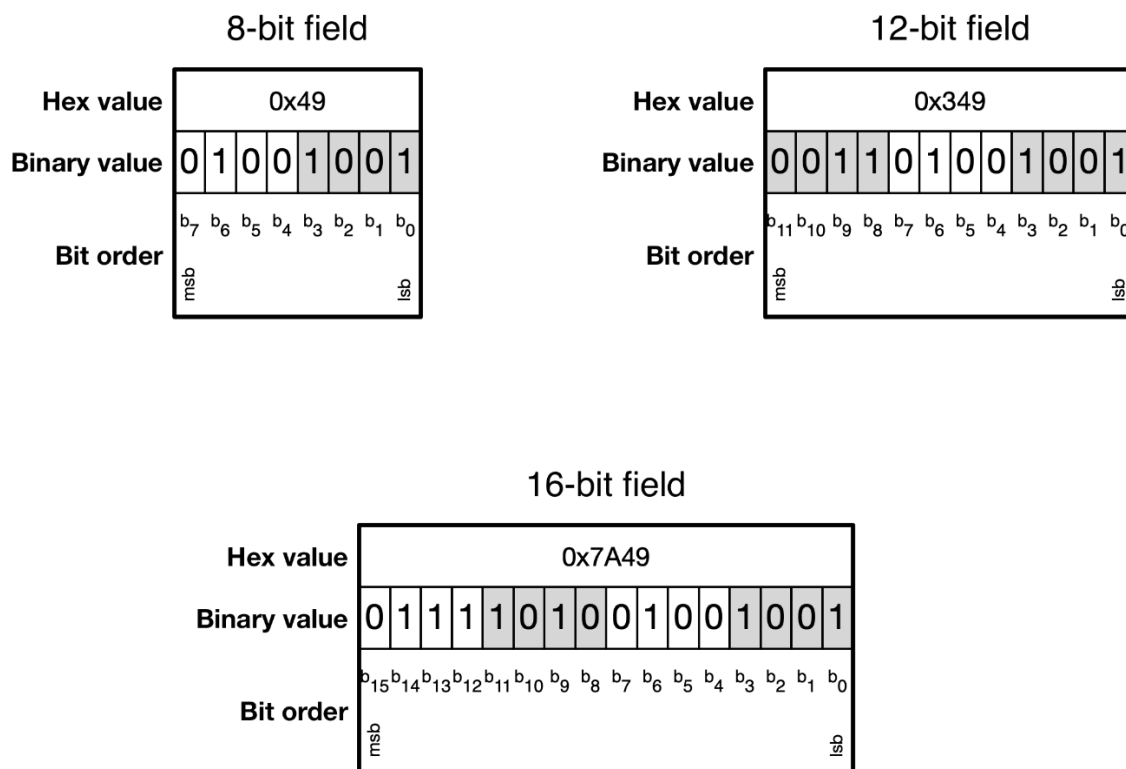 8-bit field
Hex value 0x49
Binary value 0 1 0 0 1 0 0 1
b7 b6 b5 b4 b3 b2 b1 b0
Bit order
msb lsb
12-bit field
Hex value 0x349
Binary value 0 0 1 1 0 1 0 0 1 0 0 1
b11 b10 b9 b8 b7 b6 b5 b4 b3 b2 b1 b0
Bit order
msb lsb
16-bit field
Hex value 0x7A49
Binary value 0 1 1 1 1 0 1 0 0 1 0 0 1 0 0 1
b15 b14 b13 b12 b11 b10 b9 b8 b7 b6 b5 b4 b3 b2 b1 b0
Bit order
msb lsb